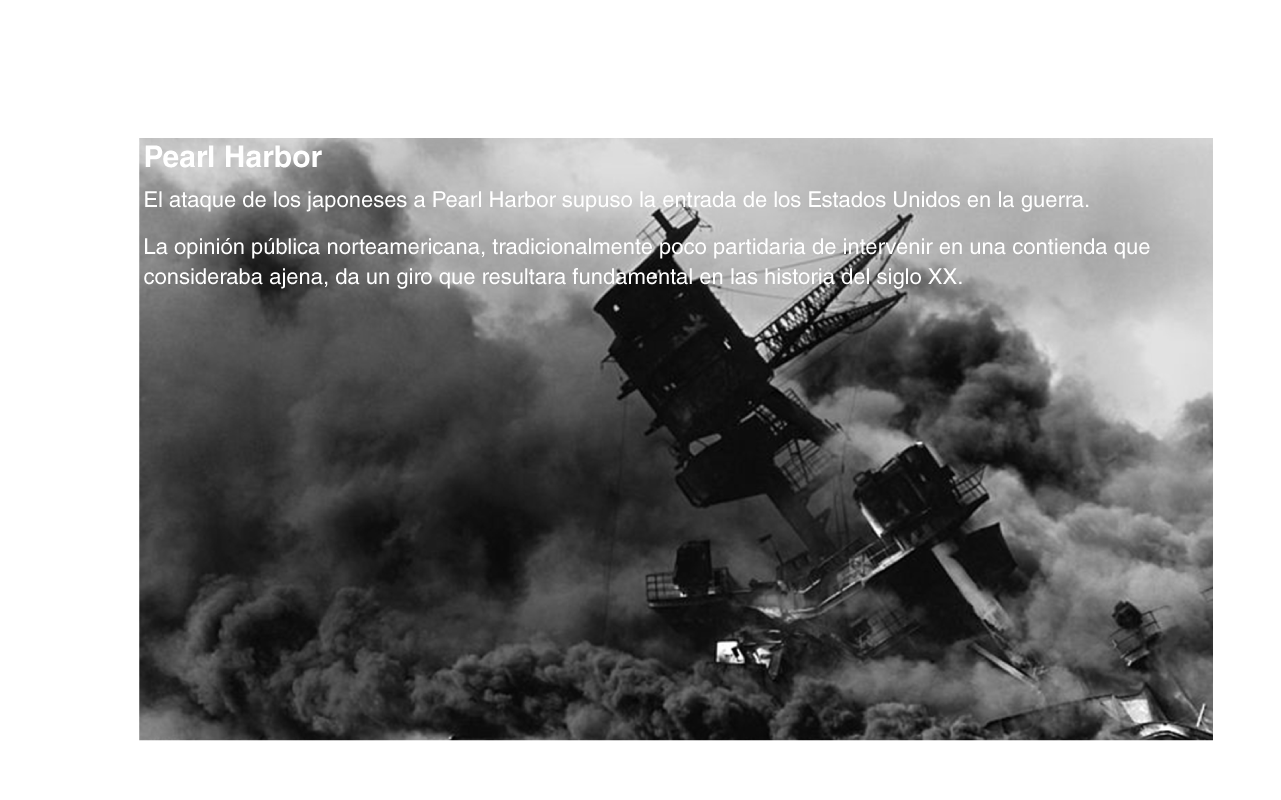 Pearl Harbor
El ataque de los japoneses a Pearl Harbor supuso la entrada de los Estados Unidos en la guerra.
La opinión pública norteamericana, tradicionalmente poco partidaria de intervenir en una contienda que
consideraba ajena, da un giro que resultara fundamental en las historia del siglo XX.